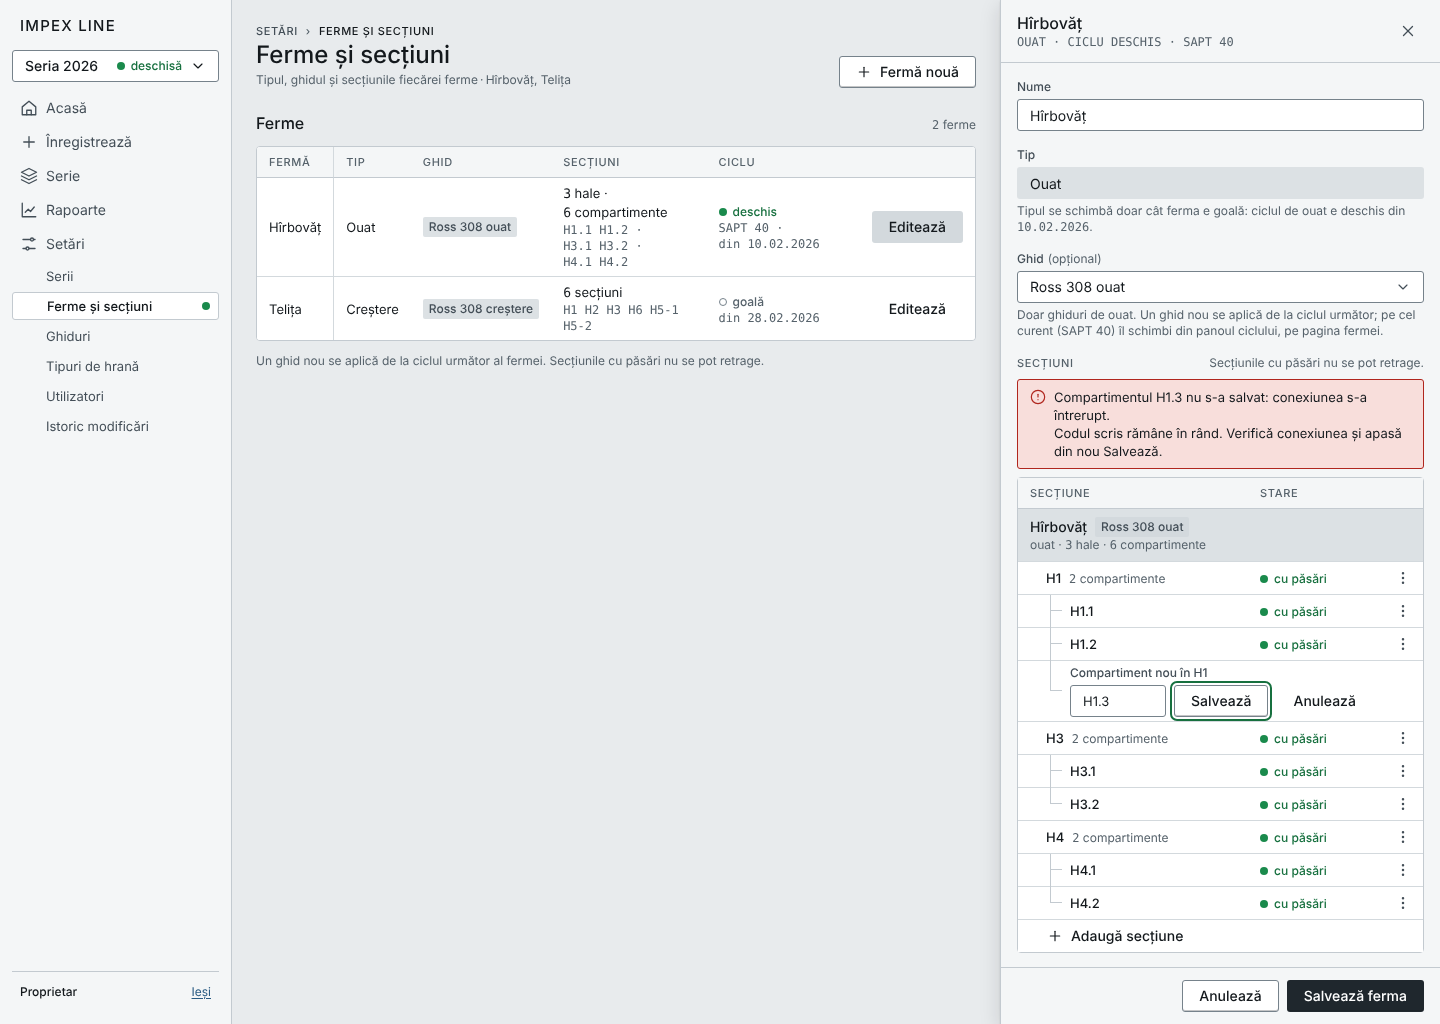 IMPEX LINE
Seria 2026 deschisă
Acasă
Înregistrează
Serie
Rapoarte
Setări
Serii
Ferme și secțiuni
Ghiduri
Tipuri de hrană
Utilizatori
Istoric modificări
Proprietar Ieși
SETĂRI › FERME ȘI SECȚIUNI
Ferme și secțiuni
Tipul, ghidul și secțiunile fiecărei ferme · Hîrbovăț, Telița
Fermă nouă
Ferme
2 ferme
FERMĂ TIP GHID SECȚIUNI CICLU
Hîrbovăț Ouat Ross 308 ouat
3 hale ·
6 compartimente
H1.1 H1.2 ·
H3.1 H3.2 ·
H4.1 H4.2
deschis
SAPT 40 ·
din 10.02.2026
Editează
Telița Creștere Ross 308 creștere
6 secțiuni
H1 H2 H3 H6 H5-1
H5-2
goală
din 28.02.2026
Editează
Un ghid nou se aplică de la ciclul următor al fermei. Secțiunile cu păsări nu se pot retrage.
Hîrbovăț
OUAT · CICLU DESCHIS · SAPT 40
Nume
Hîrbovăț
Tip
Ouat
Tipul se schimbă doar cât ferma e goală: ciclul de ouat e deschis din
10.02.2026.
Ghid (opțional)
Ross 308 ouat
Doar ghiduri de ouat. Un ghid nou se aplică de la ciclul următor; pe cel
curent (SAPT 40) îl schimbi din panoul ciclului, pe pagina fermei.
SECȚIUNI Secțiunile cu păsări nu se pot retrage.
Compartimentul H1.3 nu s-a salvat: conexiunea s-a
întrerupt.
Codul scris rămâne în rând. Verifică conexiunea și apasă
din nou Salvează.
SECȚIUNE STARE
Hîrbovăț Ross 308 ouat
ouat · 3 hale · 6 compartimente
H1 2 compartimente cu păsări
H1.1 cu păsări
H1.2 cu păsări
Compartiment nou în H1
H1.3 Salvează Anulează
H3 2 compartimente cu păsări
H3.1 cu păsări
H3.2 cu păsări
H4 2 compartimente cu păsări
H4.1 cu păsări
H4.2 cu păsări
Adaugă secțiune
Anulează Salvează ferma